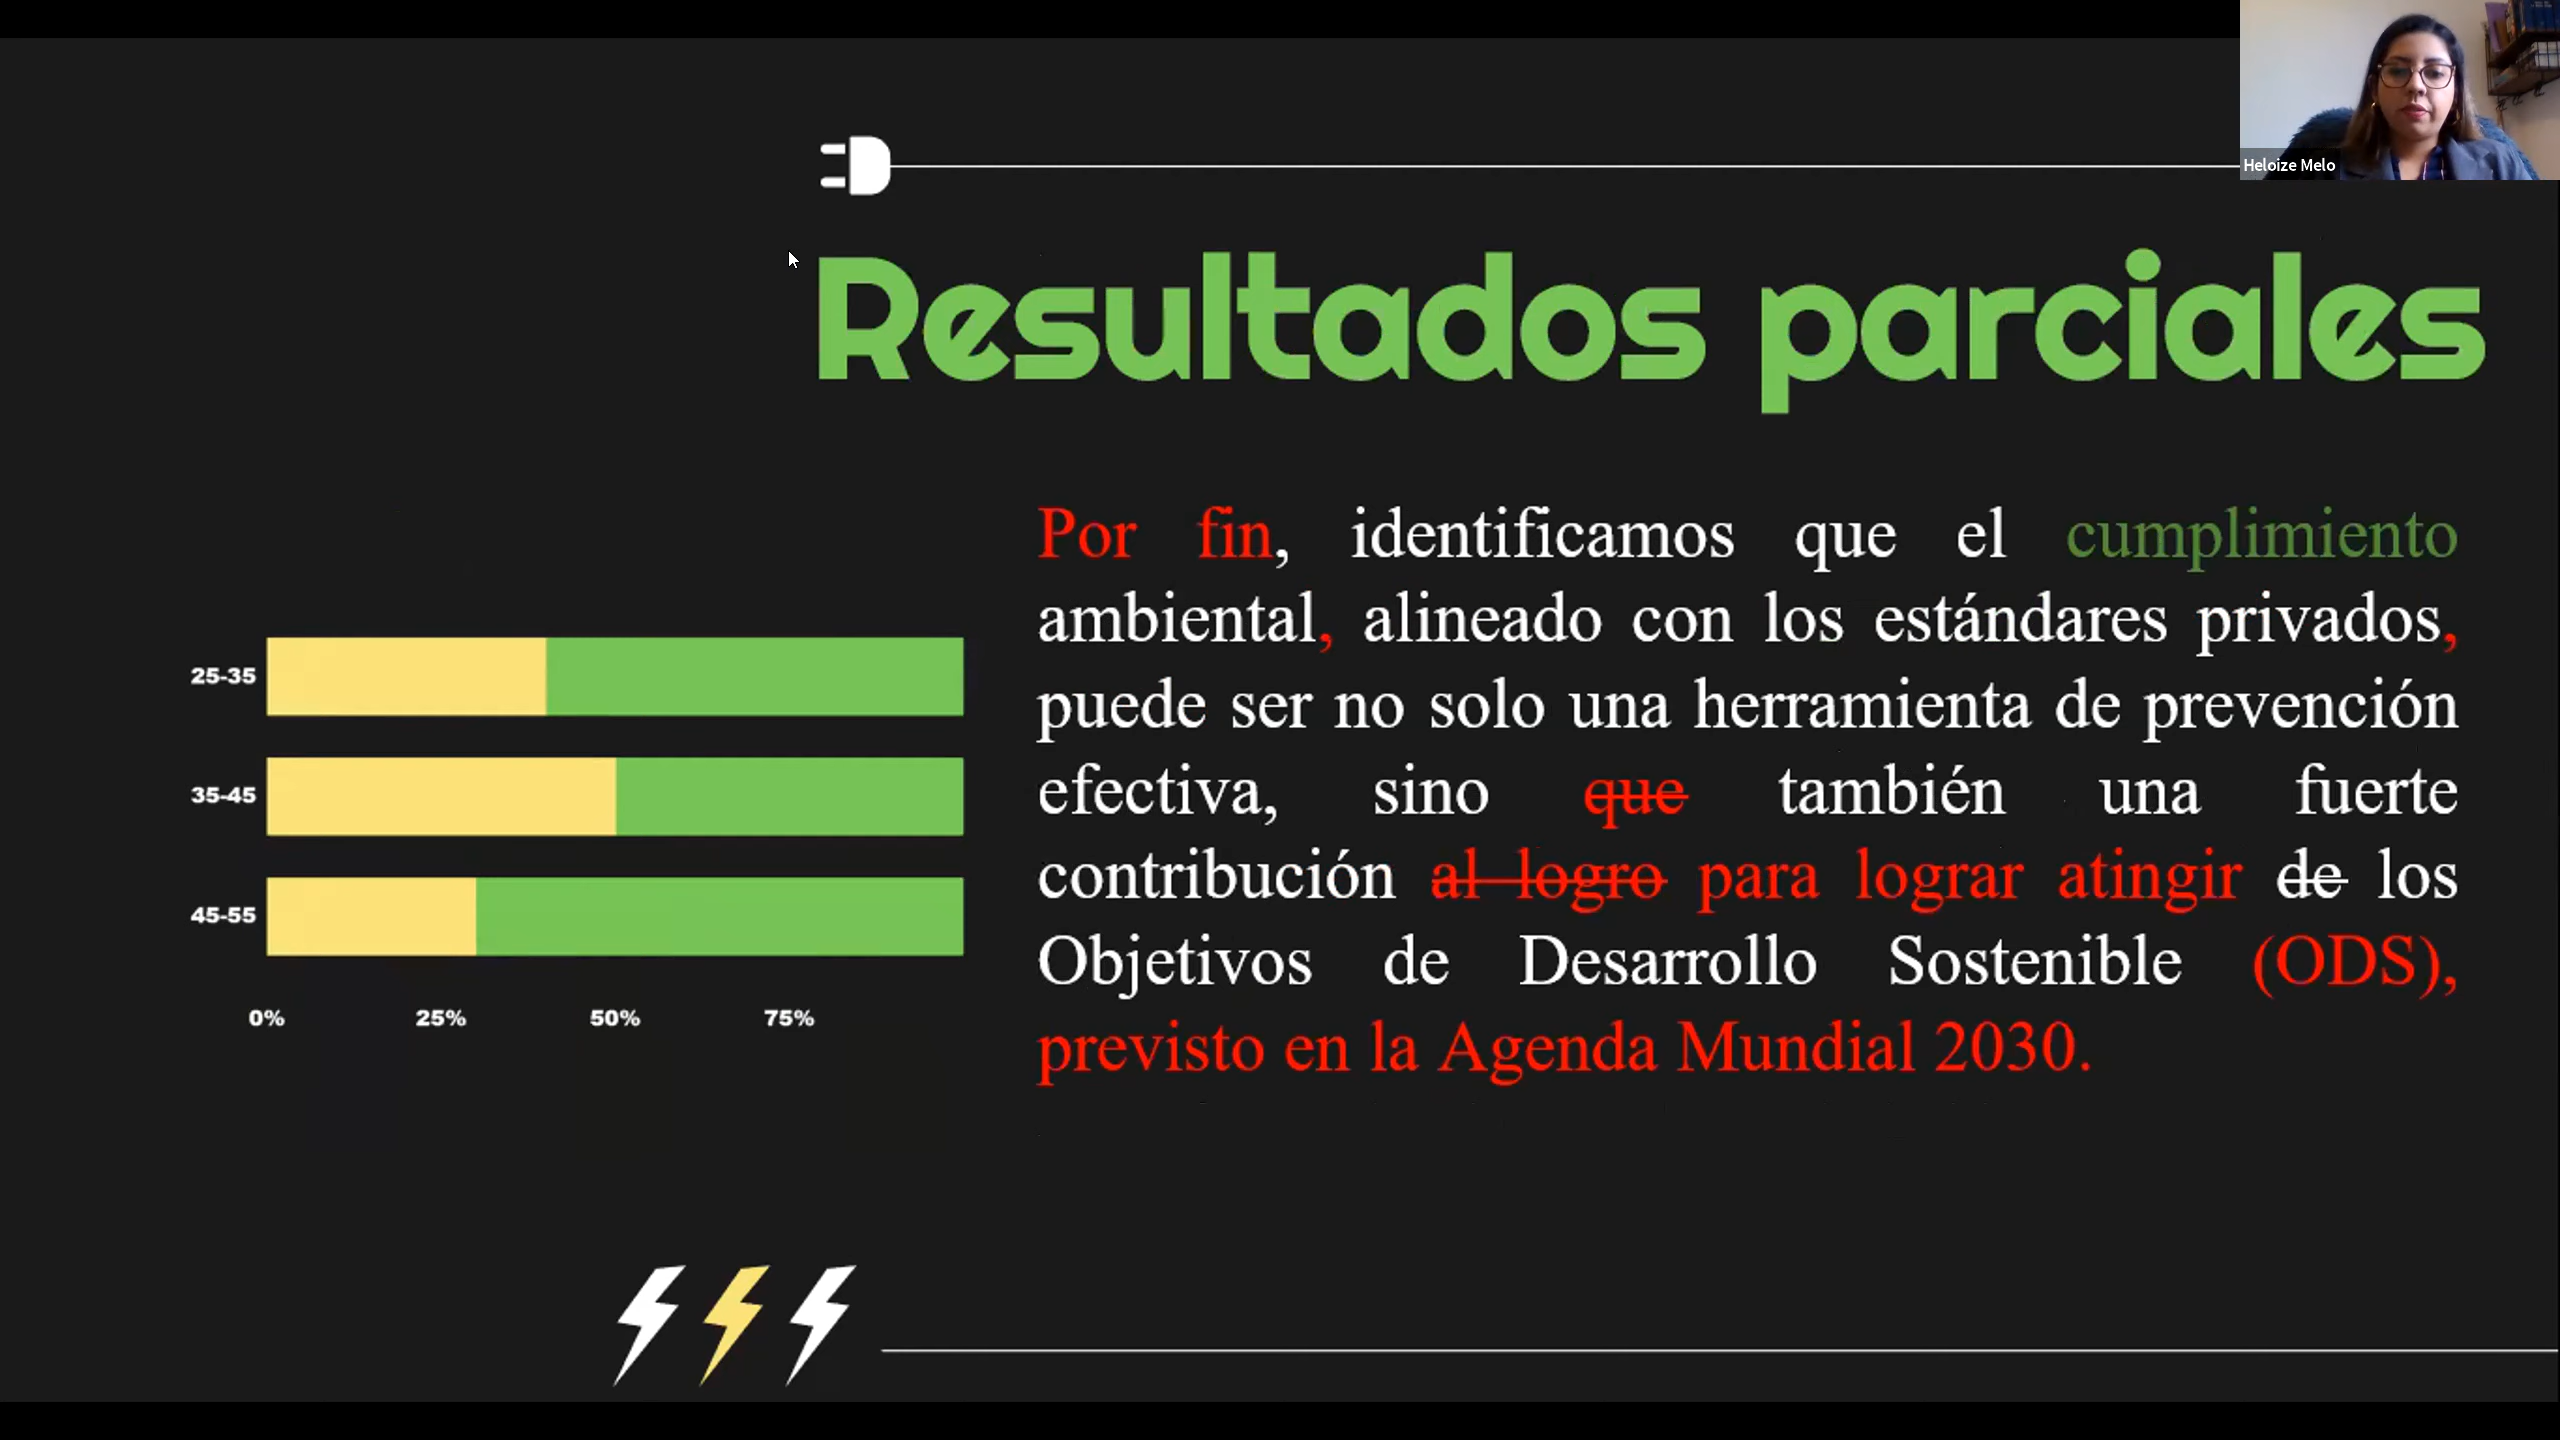 Heloize Melo
Resultados parciales
Por fin, identificamos que el cumplimiento
ambiental, alineado con los estándares privados,
puede ser no solo una herramienta de prevención
efectiva, sino que también una fuerte
contribución al logro para lograr atingir de los
Objetivos de Desarrollo Sostenible (ODS),
previsto en la Agenda Mundial 2030.
25-35
35-45
45-55
0% 25% 50% 75%